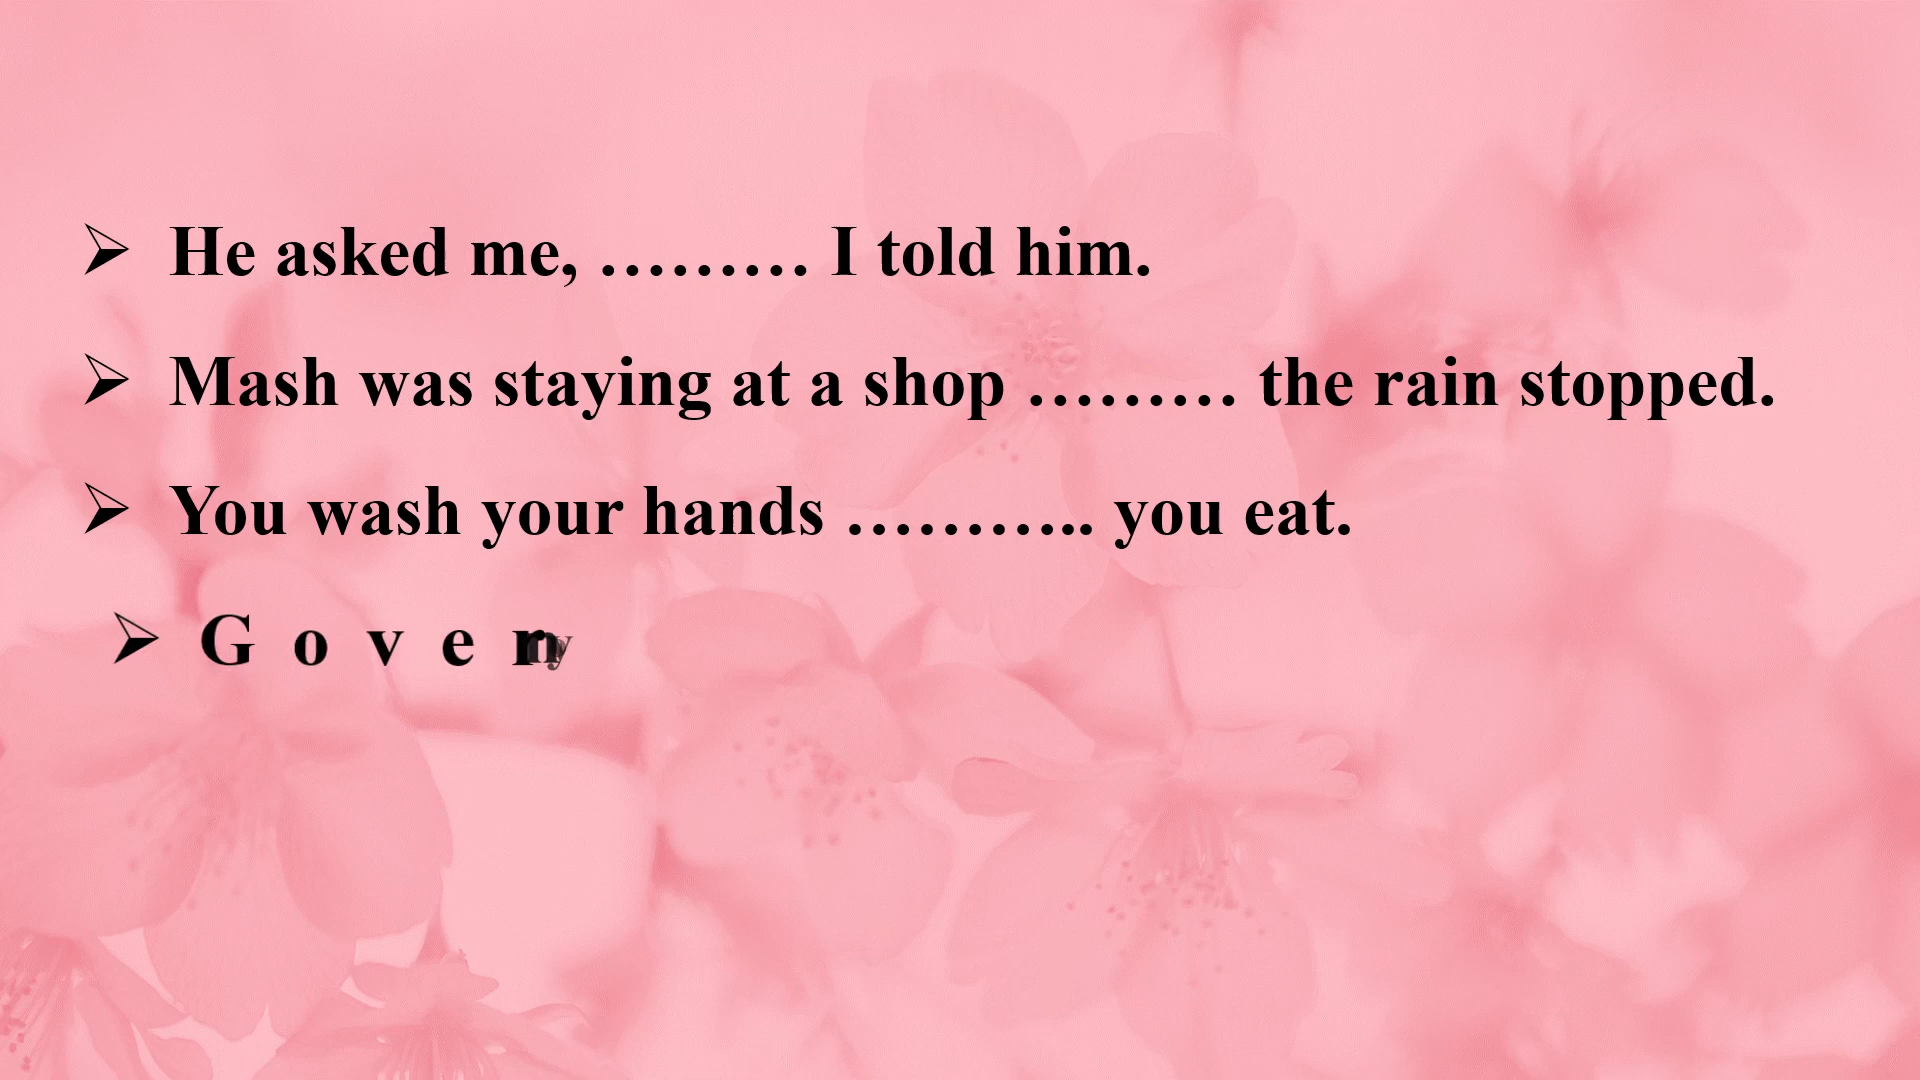 ➢ He asked me, ……… I told him.
➢ Mash was staying at a shop ……… the rain stopped.
➢ You wash your hands ……….. you eat.